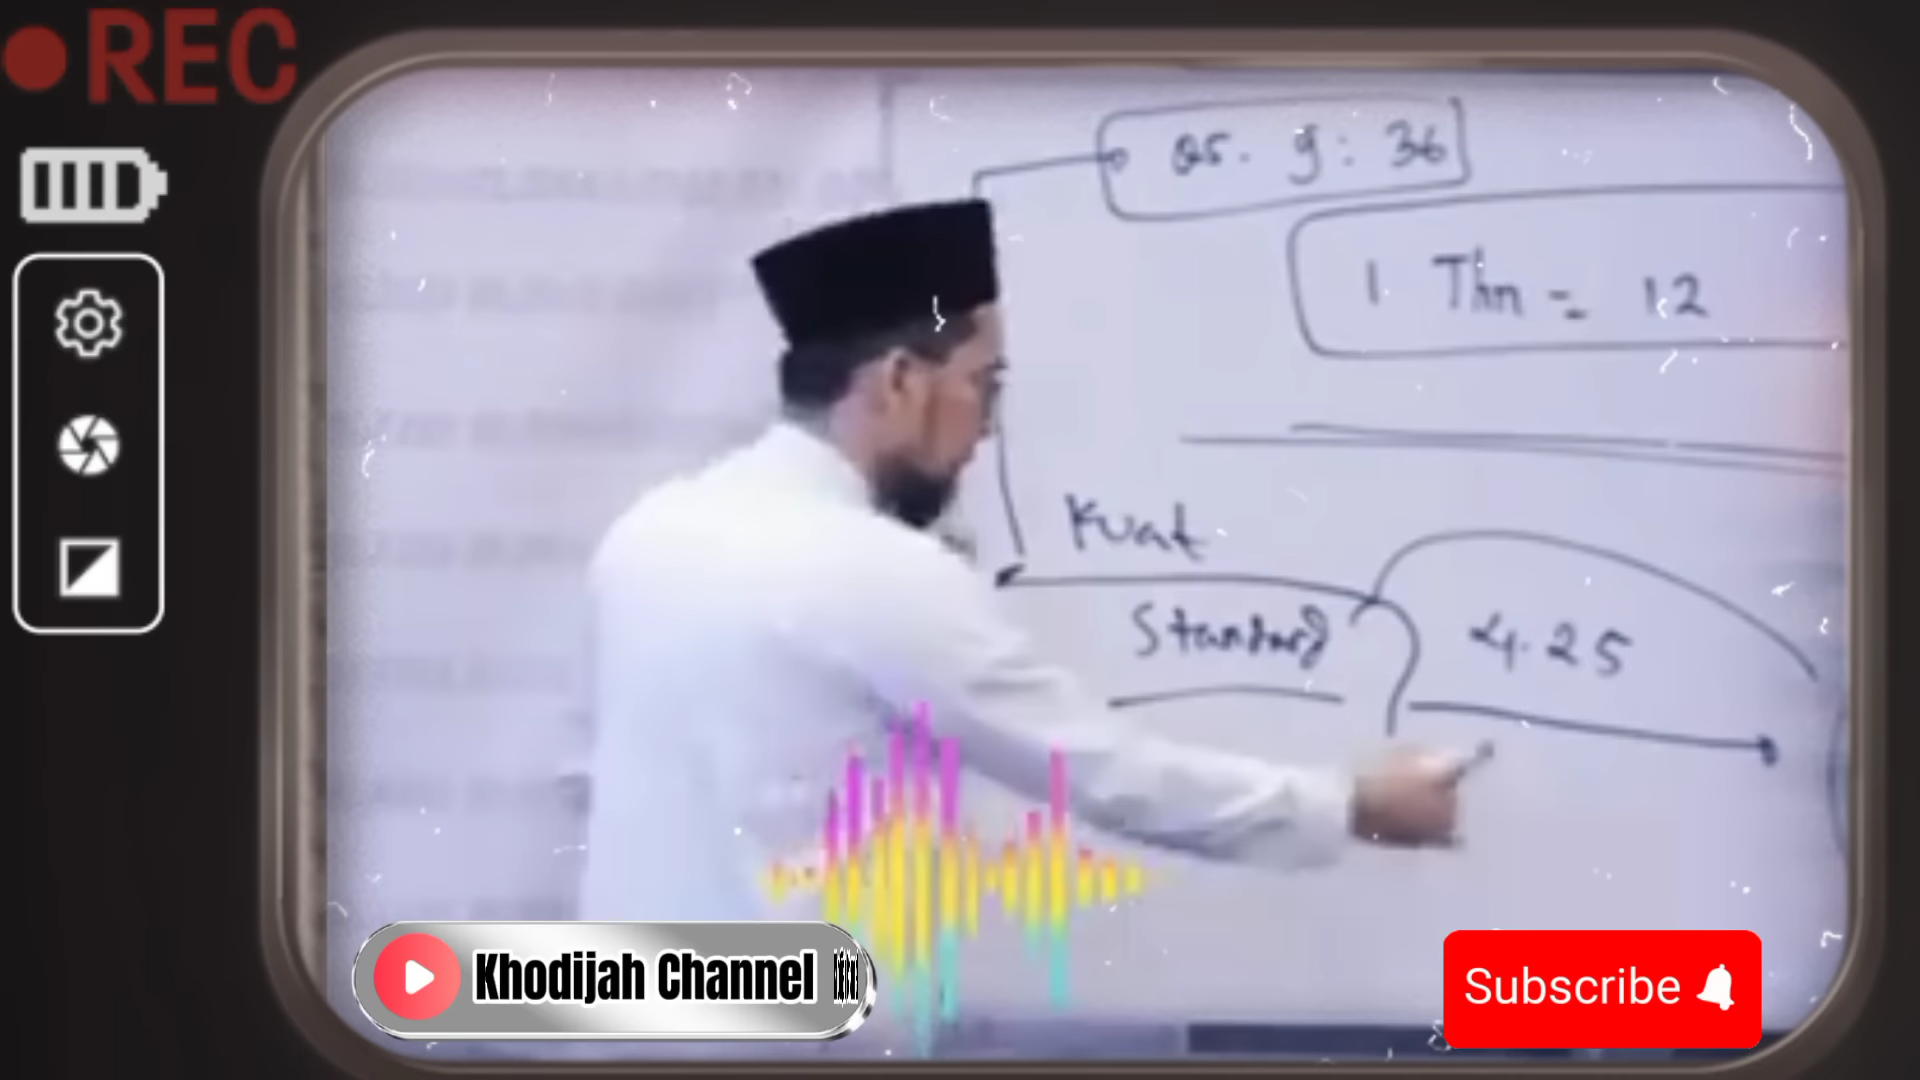 REC
QS. 9: 36
1 Thn = 12
Kuat
Standard
4.25
Khodijah Channel
Subscribe